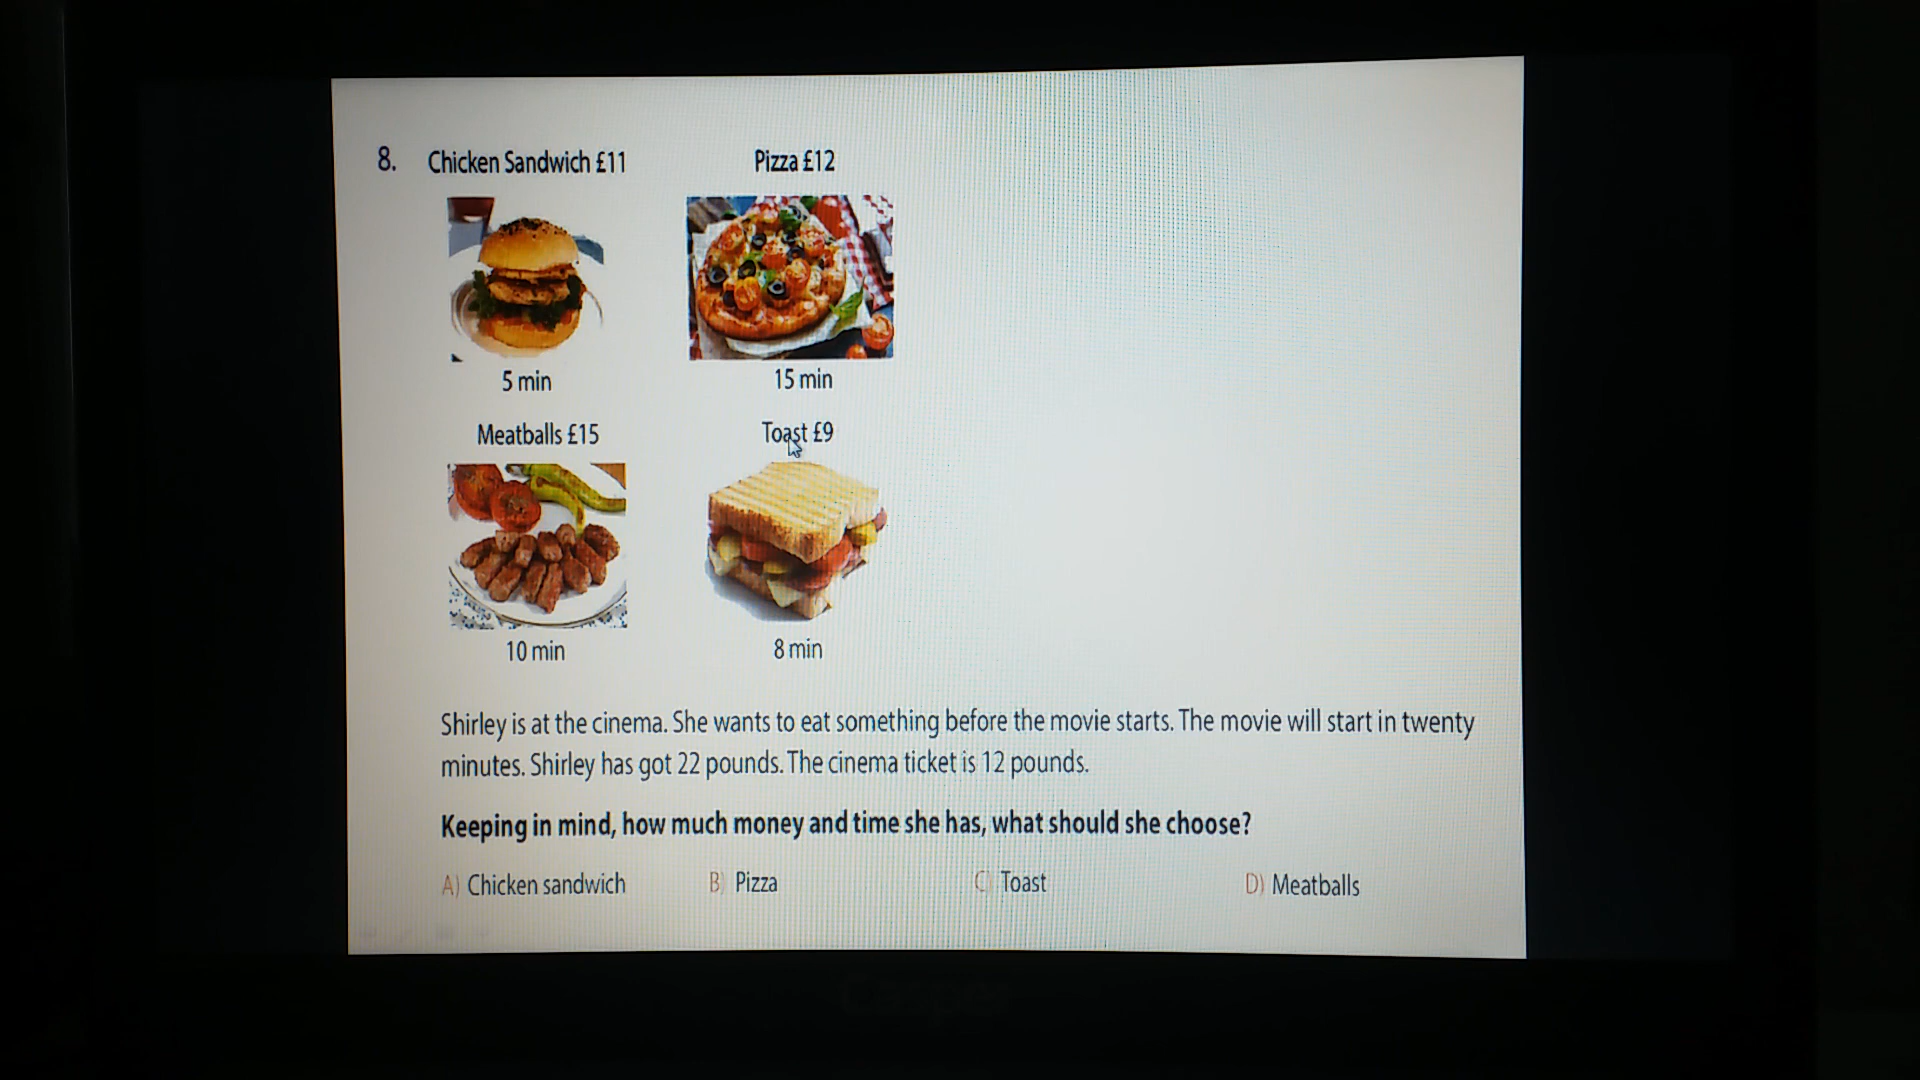 8. Chicken Sandwich £11 Pizza £12
5 min 15 min
Meatballs £15 Toast £9
10 min 8 min
Shirley is at the cinema. She wants to eat something before the movie starts. The movie will start in twenty
minutes. Shirley has got 22 pounds. The cinema ticket is 12 pounds.
Keeping in mind, how much money and time she has, what should she choose?
A) Chicken sandwich B) Pizza C) Toast D) Meatballs